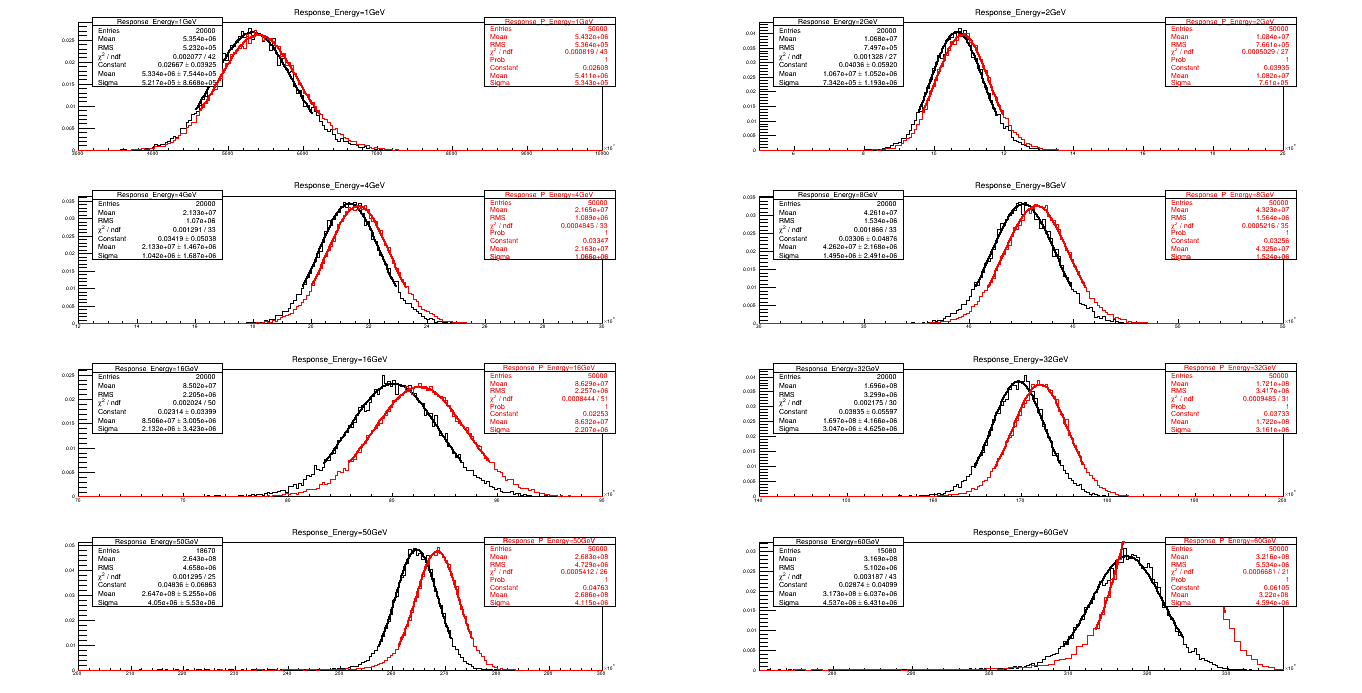 Response_Energy=1GeV
Response_Energy=1GeV
Entries 20000
Mean 5.354e+06
RMS 5.232e+05
χ² / ndf 0.002077 / 42
Constant 0.02667 ± 0.03925
Mean 5.334e+06 ± 7.544e+05
Sigma 5.217e+05 ± 8.668e+05
Response_P_Energy=1GeV
Entries 50000
Mean 5.432e+06
RMS 5.364e+05
χ² / ndf 0.000819 / 43
Prob 1
Constant 0.02608
Mean 5.411e+06
Sigma 5.343e+05
Response_Energy=2GeV
Response_Energy=2GeV
Entries 20000
Mean 1.068e+07
RMS 7.497e+05
χ² / ndf 0.001328 / 27
Constant 0.04036 ± 0.05920
Mean 1.067e+07 ± 1.052e+06
Sigma 7.342e+05 ± 1.193e+06
Response_P_Energy=2GeV
Entries 50000
Mean 1.084e+07
RMS 7.661e+05
χ² / ndf 0.0005029 / 27
Prob 1
Constant 0.03935
Mean 1.082e+07
Sigma 7.61e+05
Response_Energy=4GeV
Response_Energy=4GeV
Entries 20000
Mean 2.133e+07
RMS 1.07e+06
χ² / ndf 0.001291 / 33
Constant 0.03419 ± 0.05038
Mean 2.133e+07 ± 1.467e+06
Sigma 1.042e+06 ± 1.687e+06
Response_P_Energy=4GeV
Entries 50000
Mean 2.165e+07
RMS 1.089e+06
χ² / ndf 0.0004845 / 33
Prob 1
Constant 0.03347
Mean 2.163e+07
Sigma 1.066e+06
Response_Energy=8GeV
Response_Energy=8GeV
Entries 20000
Mean 4.261e+07
RMS 1.534e+06
χ² / ndf 0.001866 / 33
Constant 0.03306 ± 0.04876
Mean 4.262e+07 ± 2.168e+06
Sigma 1.495e+06 ± 2.491e+06
Response_P_Energy=8GeV
Entries 50000
Mean 4.323e+07
RMS 1.564e+06
χ² / ndf 0.0005216 / 35
Prob 1
Constant 0.03256
Mean 4.325e+07
Sigma 1.524e+06
Response_Energy=16GeV
Response_Energy=16GeV
Entries 20000
Mean 8.502e+07
RMS 2.205e+06
χ² / ndf 0.002024 / 50
Constant 0.02314 ± 0.03399
Mean 8.506e+07 ± 3.005e+06
Sigma 2.132e+06 ± 3.423e+06
Response_P_Energy=16GeV
Entries 50000
Mean 8.629e+07
RMS 2.257e+06
χ² / ndf 0.0008444 / 51
Prob 1
Constant 0.02253
Mean 8.632e+07
Sigma 2.207e+06
Response_Energy=32GeV
Response_Energy=32GeV
Entries 20000
Mean 1.696e+08
RMS 3.299e+06
χ² / ndf 0.002175 / 30
Constant 0.03835 ± 0.05597
Mean 1.697e+08 ± 4.166e+06
Sigma 3.047e+06 ± 4.625e+06
Response_P_Energy=32GeV
Entries 50000
Mean 1.721e+08
RMS 3.417e+06
χ² / ndf 0.0009485 / 31
Prob 1
Constant 0.03733
Mean 1.722e+08
Sigma 3.161e+06
Response_Energy=50GeV
Response_Energy=50GeV
Entries 18670
Mean 2.643e+08
RMS 4.658e+06
χ² / ndf 0.001295 / 25
Constant 0.04836 ± 0.06863
Mean 2.647e+08 ± 5.255e+06
Sigma 4.05e+06 ± 5.53e+06
Response_P_Energy=50GeV
Entries 50000
Mean 2.683e+08
RMS 4.729e+06
χ² / ndf 0.0005412 / 26
Prob 1
Constant 0.04763
Mean 2.686e+08
Sigma 4.115e+06
Response_Energy=60GeV
Response_Energy=60GeV
Entries 15080
Mean 3.169e+08
RMS 5.102e+06
χ² / ndf 0.003187 / 43
Constant 0.02874 ± 0.04099
Mean 3.173e+08 ± 6.037e+06
Sigma 4.537e+06 ± 6.431e+06
Response_P_Energy=60GeV
Entries 50000
Mean 3.216e+08
RMS 5.534e+06
χ² / ndf 0.0006681 / 21
Prob 1
Constant 0.06105
Mean 3.22e+08
Sigma 4.594e+06